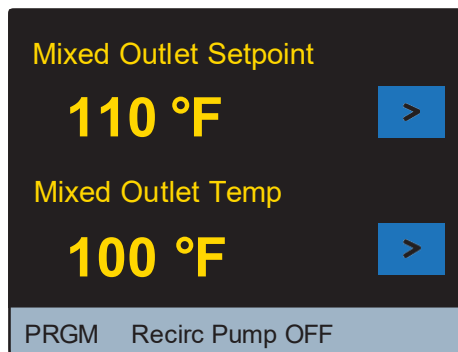 Mixed Outlet Setpoint
110 °F >
Mixed Outlet Temp
100 °F >
PRGM Recirc Pump OFF